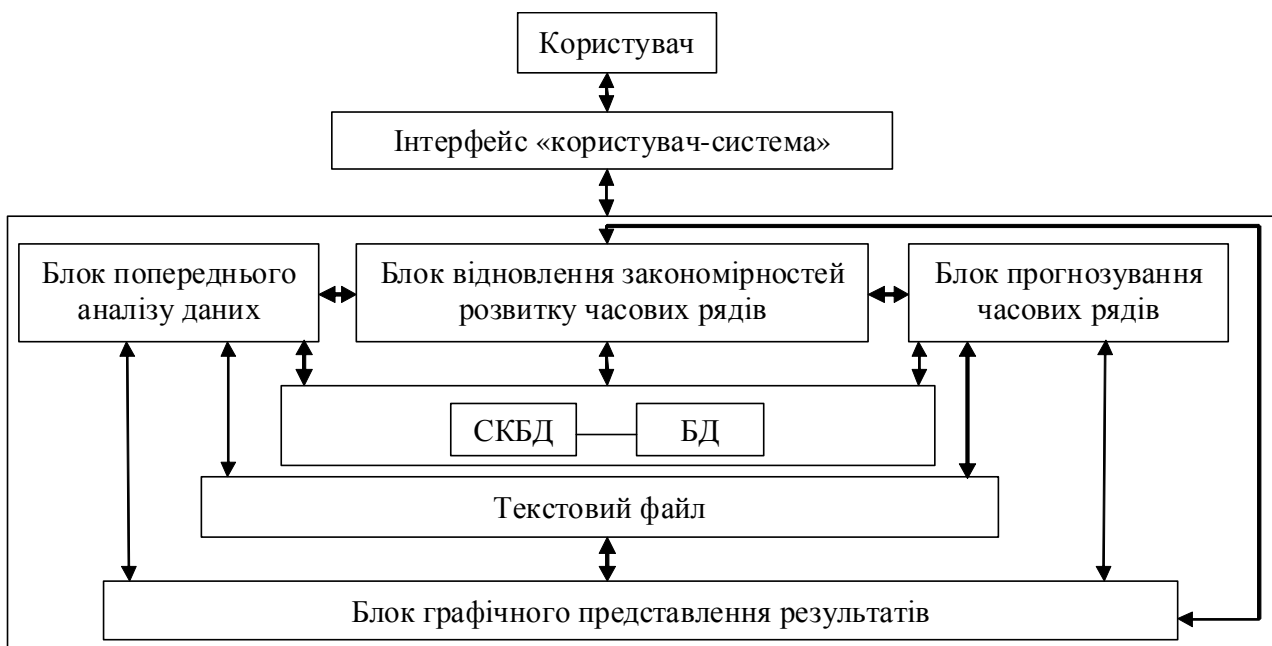 Користувач
Інтерфейс «користувач-система»
Блок попереднього
аналізу даних
Блок відновлення закономірностей
розвитку часових рядів
Блок прогнозування
часових рядів
СКБД
БД
Текстовий файл
Блок графічного представлення результатів